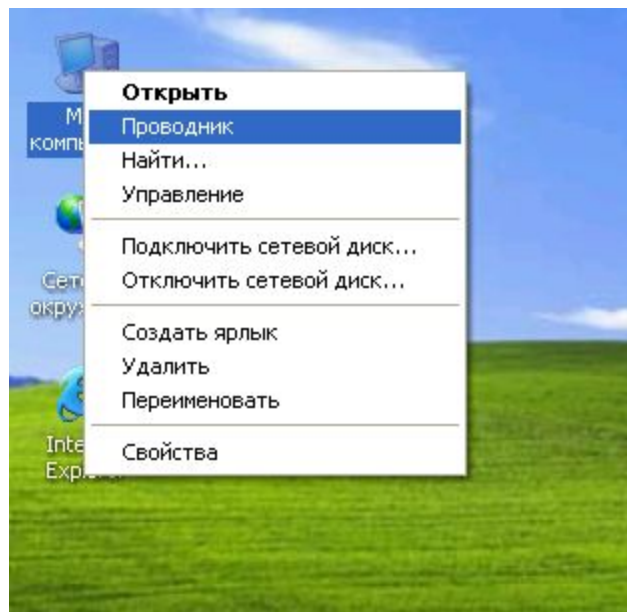 Открыть
Проводник
Найти...
Управление
Подключить сетевой диск...
Отключить сетевой диск...
Создать ярлык
Удалить
Переименовать
Свойства